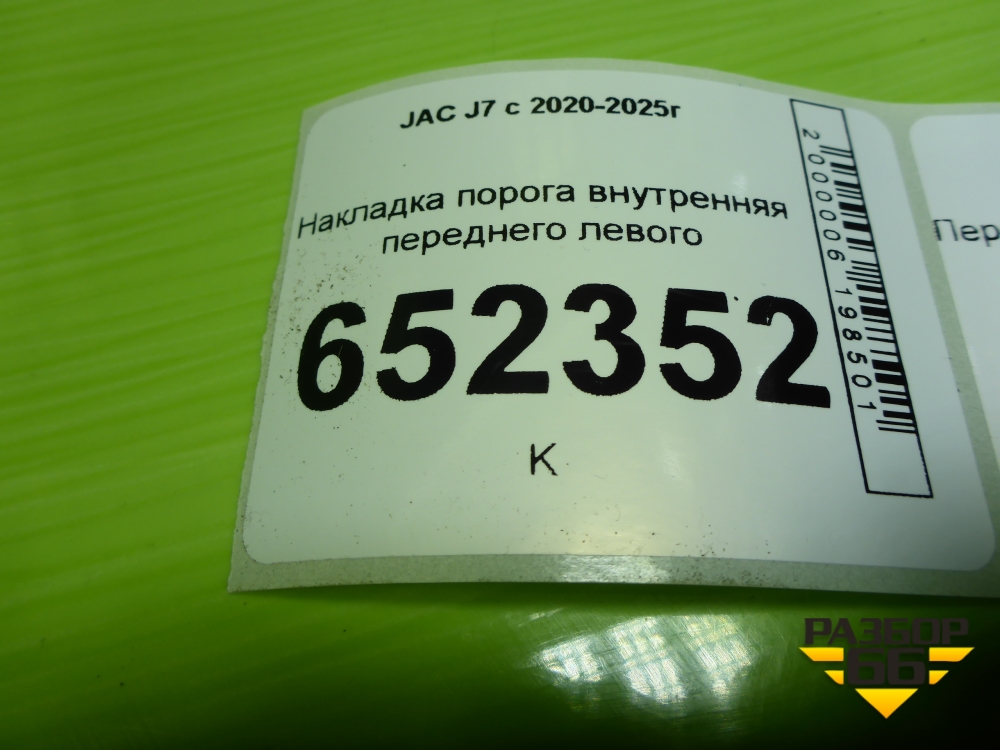 JAC J7 с 2020-2025г
Накладка порога внутренняя
переднего левого
652352
К
2000006198501
Пер
РАЗБОР
66